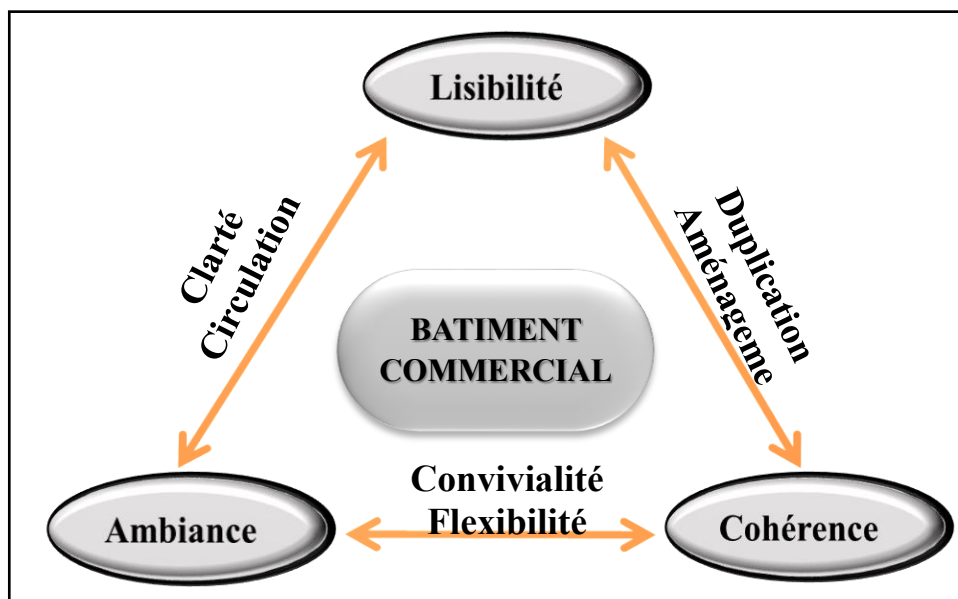 Lisibilité
Clarté
Circulation
Duplication
Aménageme
BATIMENT
COMMERCIAL
Convivialité
Flexibilité
Ambiance
Cohérence